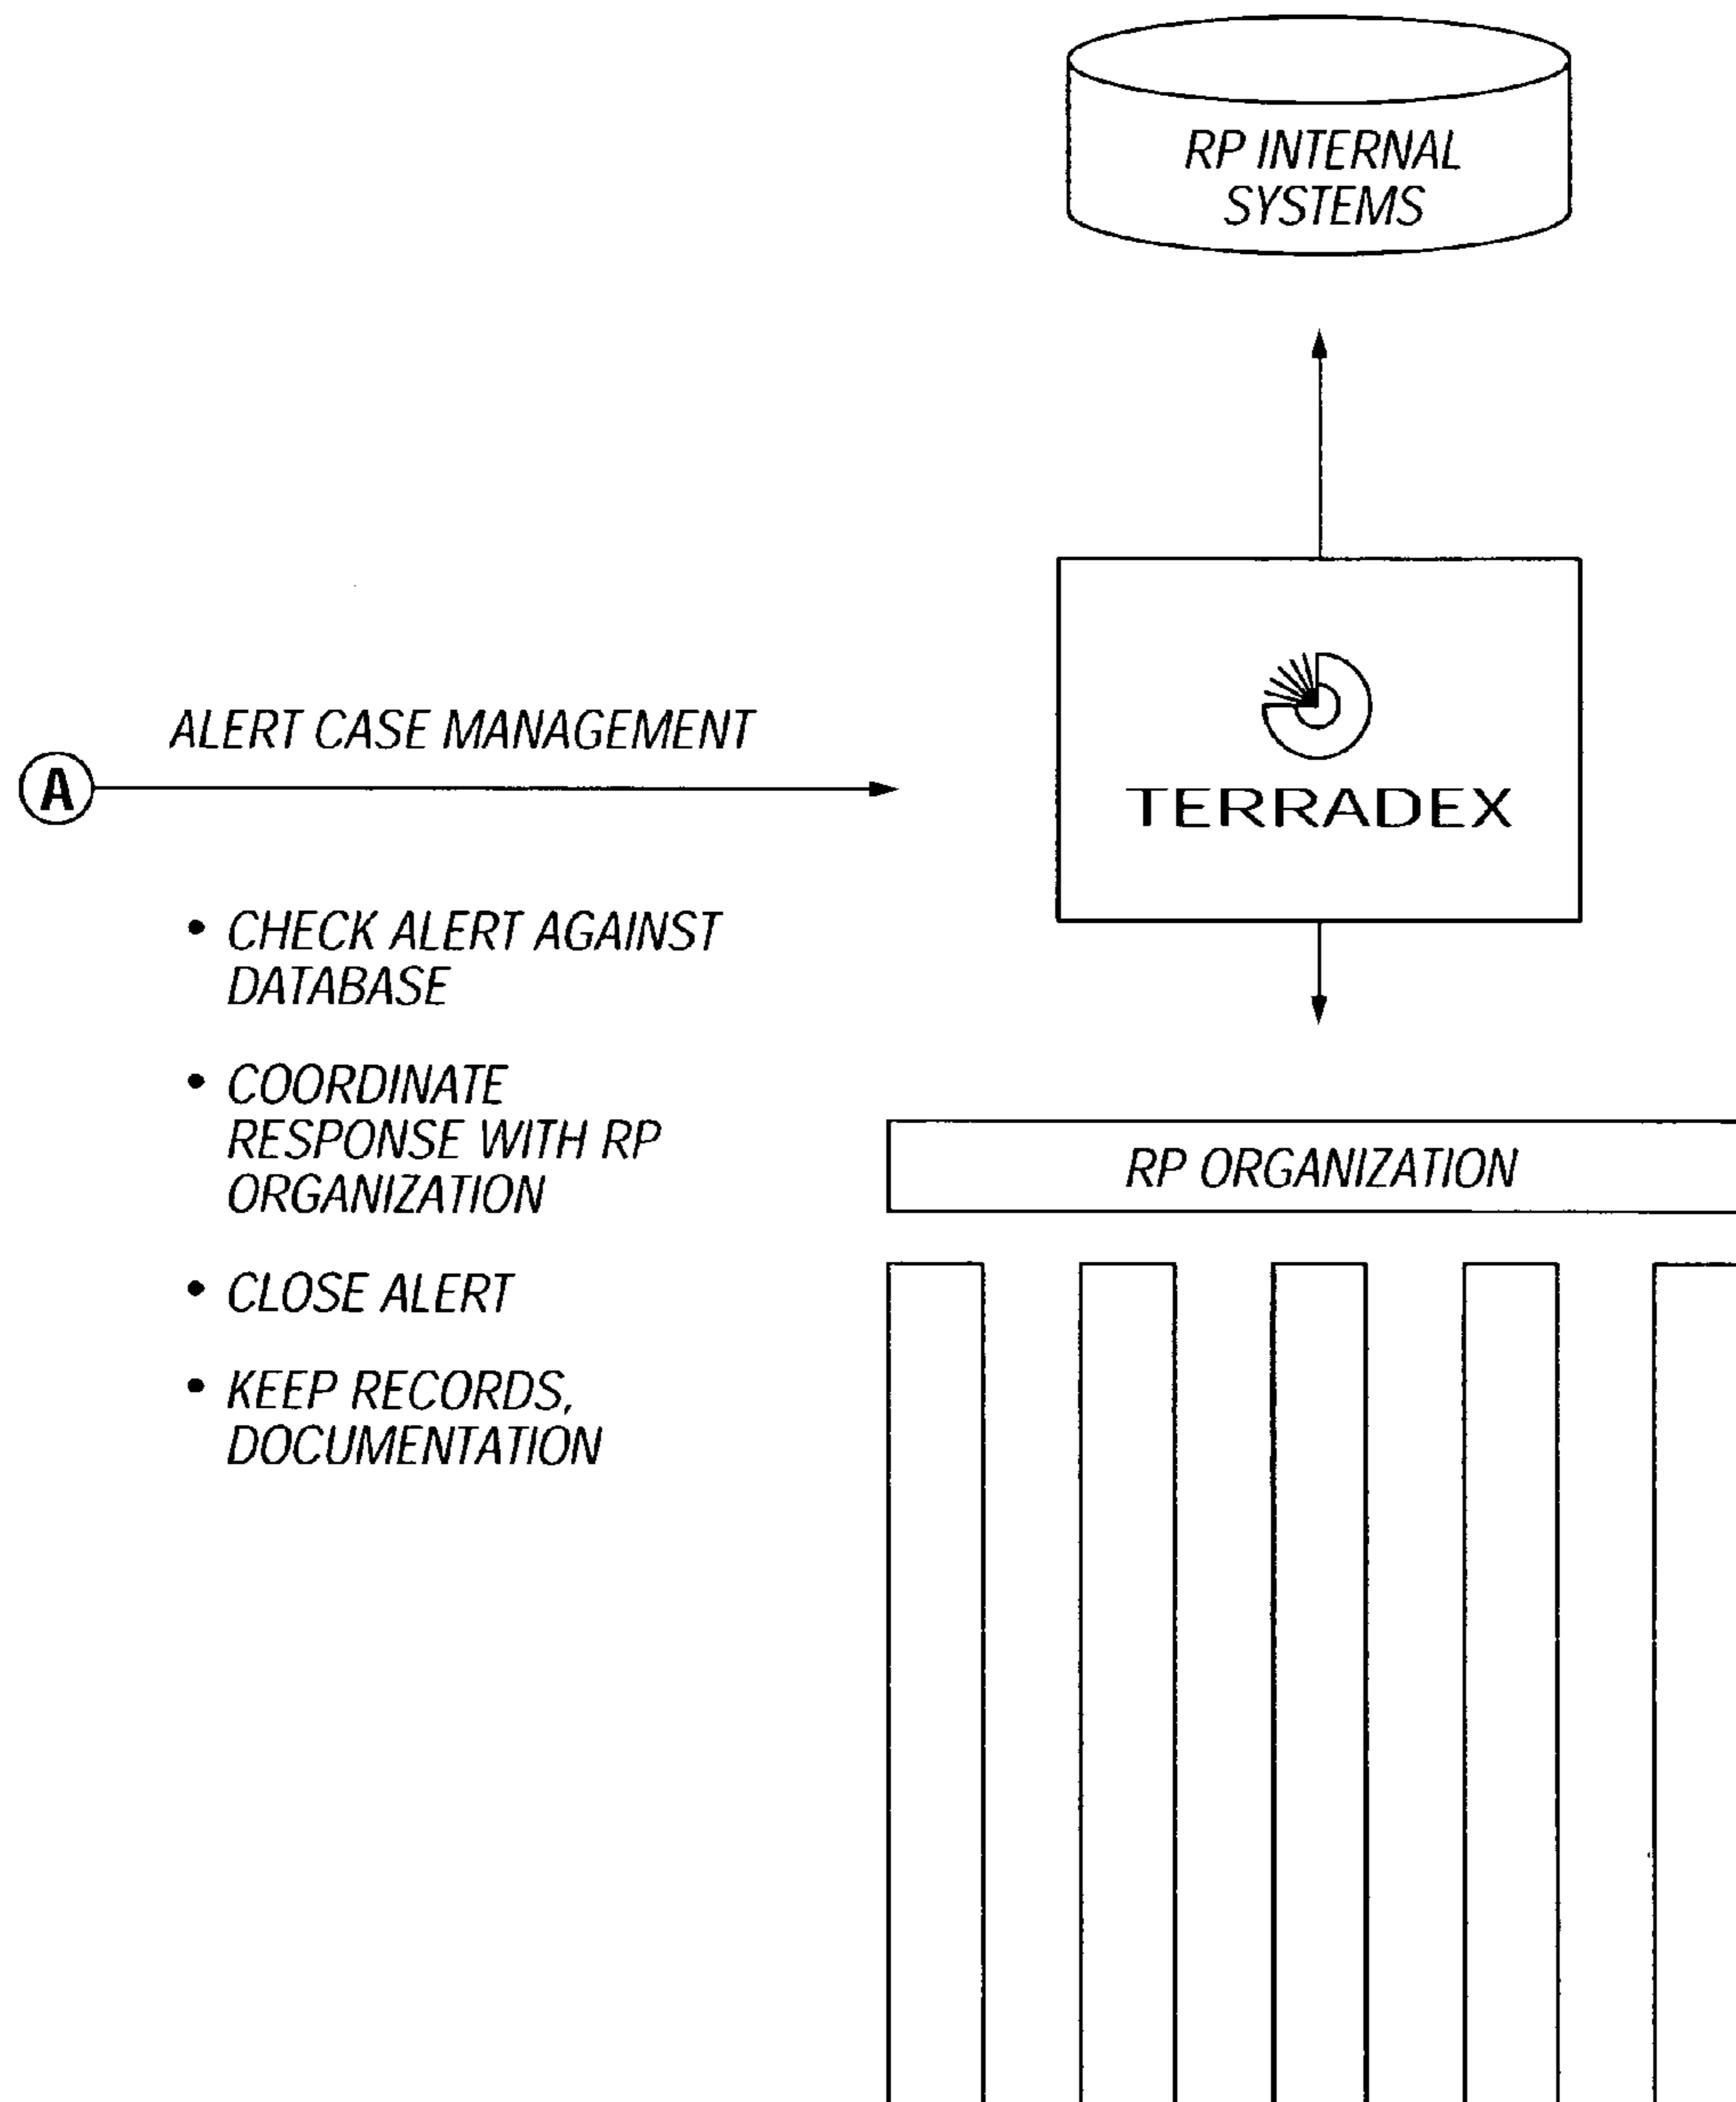 RP INTERNAL
SYSTEMS
ALERT CASE MANAGEMENT
A
TERRADEX
• CHECK ALERT AGAINST
DATABASE
• COORDINATE
RESPONSE WITH RP
ORGANIZATION
• CLOSE ALERT
• KEEP RECORDS,
DOCUMENTATION
RP ORGANIZATION